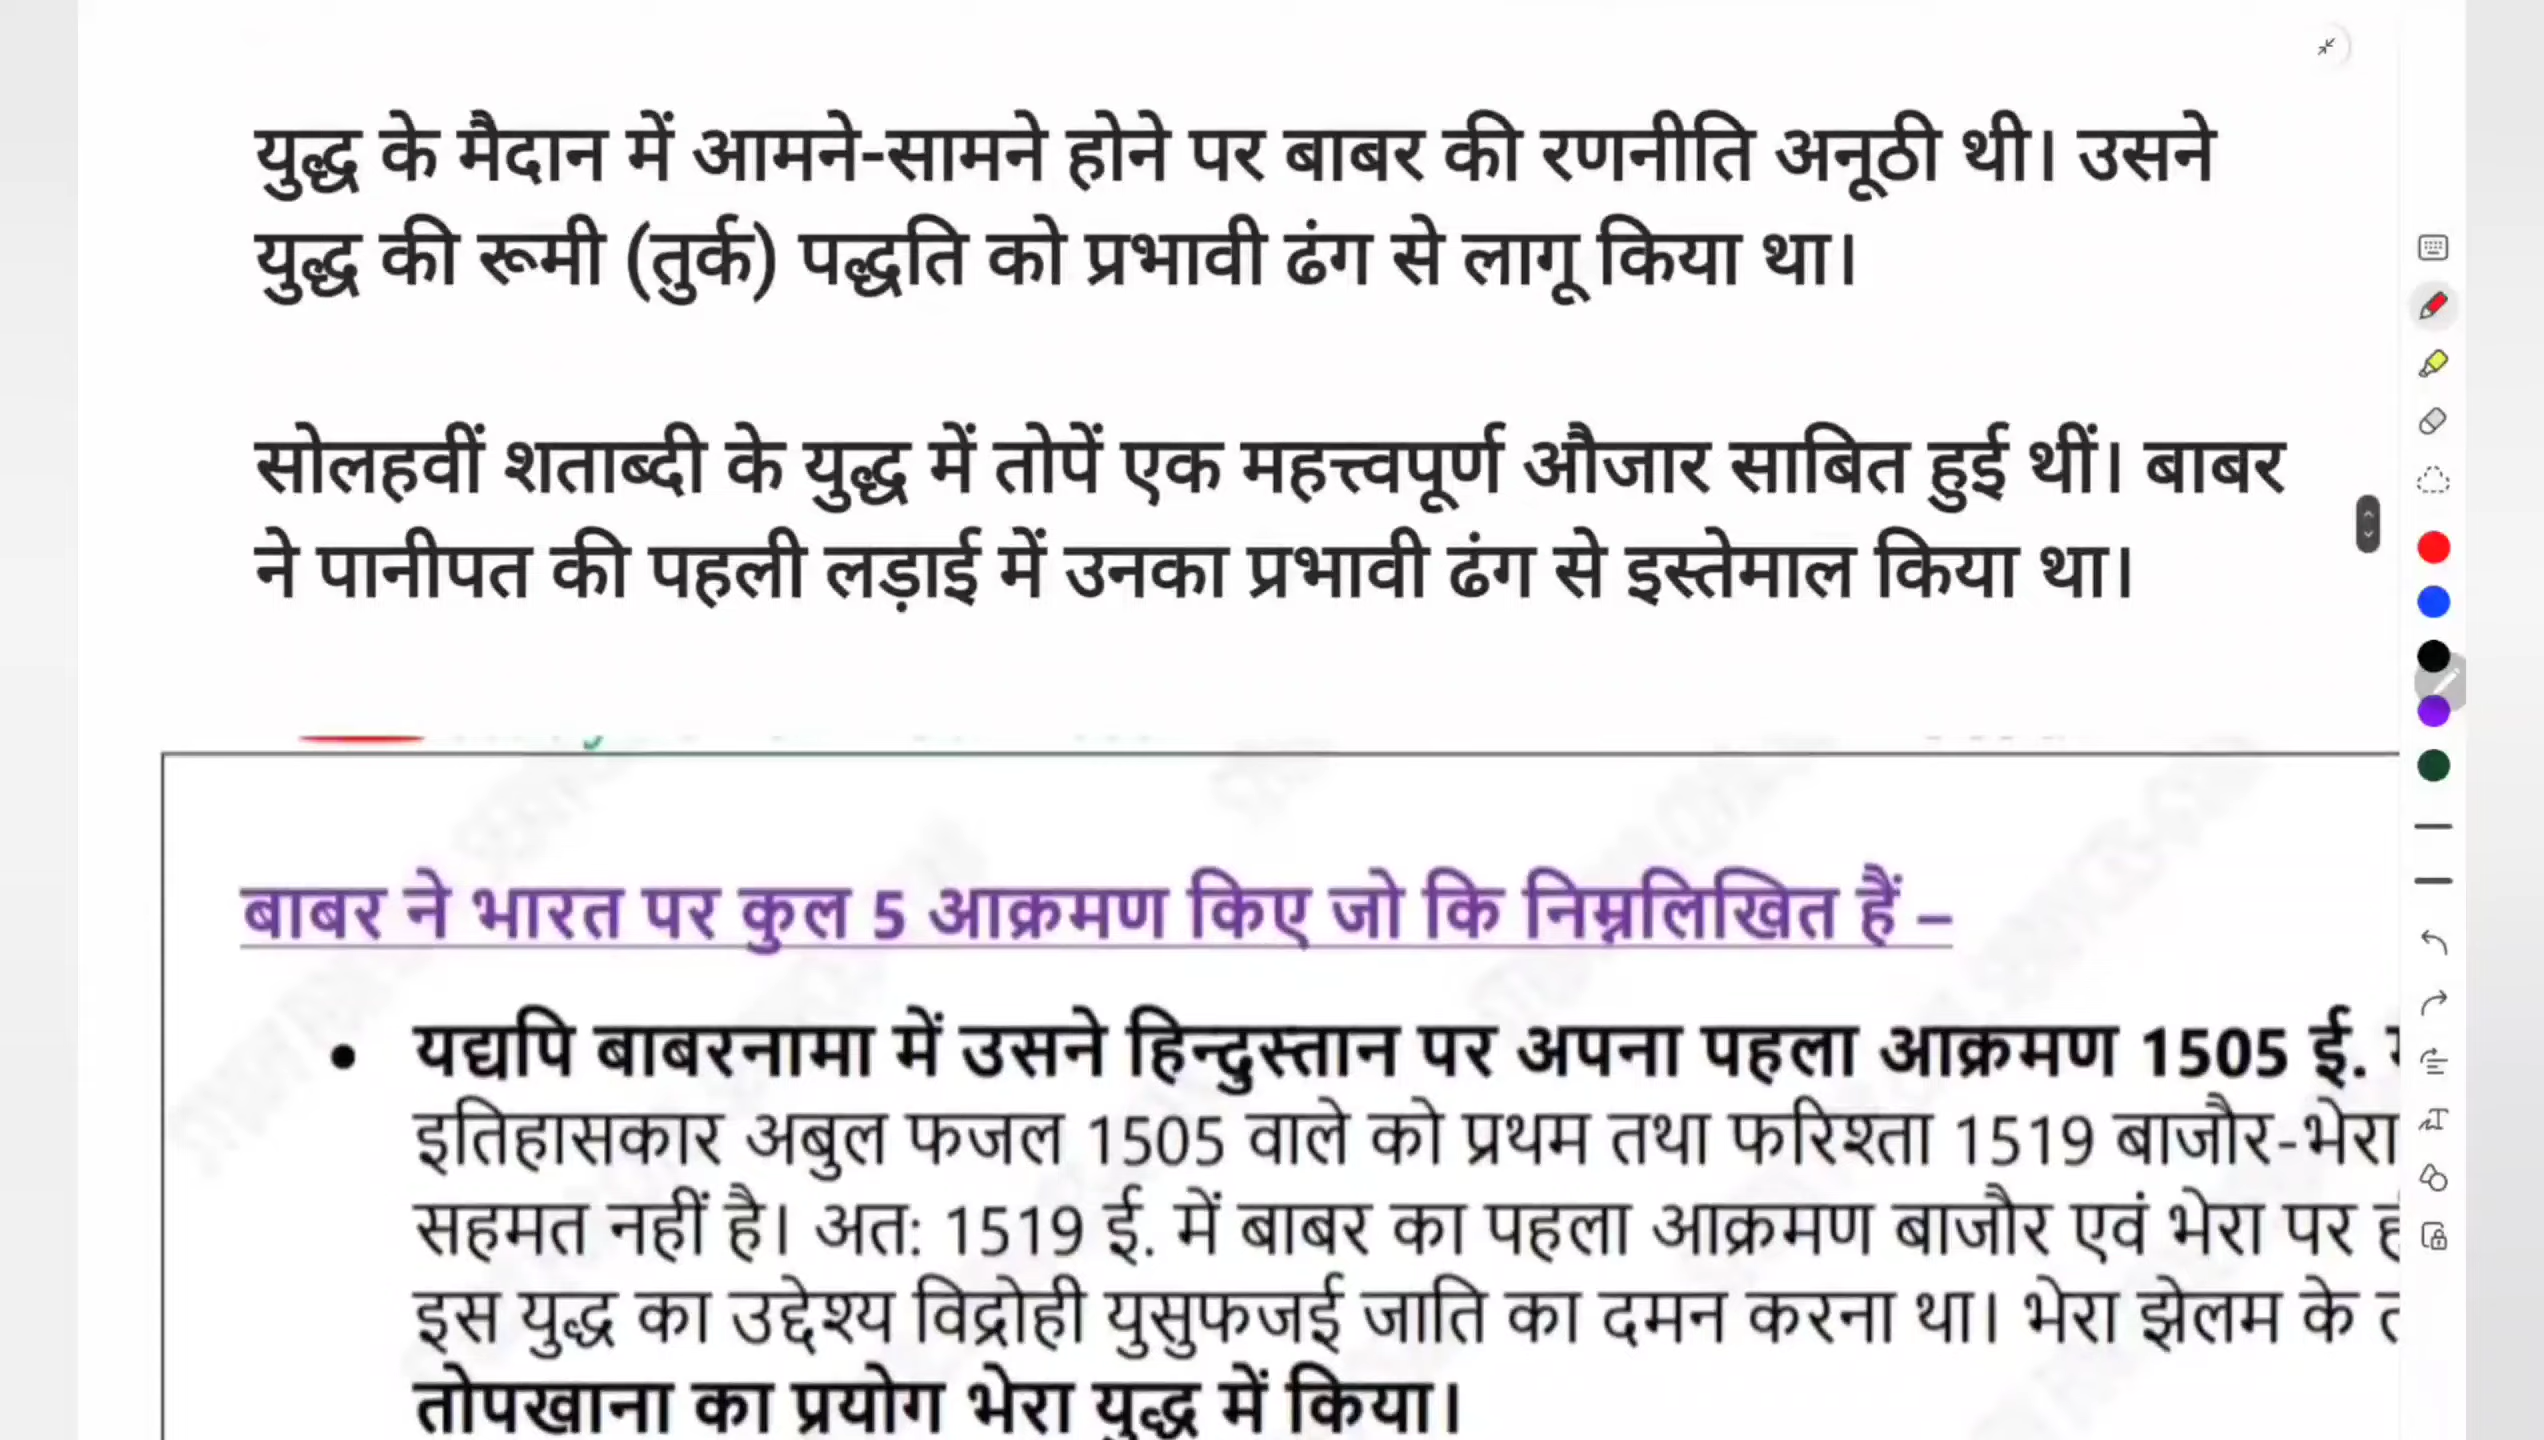 युद्ध के मैदान में आमने-सामने होने पर बाबर की रणनीति अनूठी थी। उसने
युद्ध की रूमी (तुर्क) पद्धति को प्रभावी ढंग से लागू किया था।
सोलहवीं शताब्दी के युद्ध में तोपें एक महत्त्वपूर्ण औजार साबित हुई थीं। बाबर
ने पानीपत की पहली लड़ाई में उनका प्रभावी ढंग से इस्तेमाल किया था।
बाबर ने भारत पर कुल 5 आक्रमण किए जो कि निम्नलिखित हैं –
• यद्यपि बाबरनामा में उसने हिन्दुस्तान पर अपना पहला आक्रमण 1505 ई.
इतिहासकार अबुल फजल 1505 वाले को प्रथम तथा फरिश्ता 1519 बाजौर-भेरा
सहमत नहीं है। अत: 1519 ई. में बाबर का पहला आक्रमण बाजौर एवं भेरा पर
इस युद्ध का उद्देश्य विद्रोही युसुफजई जाति का दमन करना था। भेरा झेलम के
तोपखाना का प्रयोग भेरा युद्ध में किया।